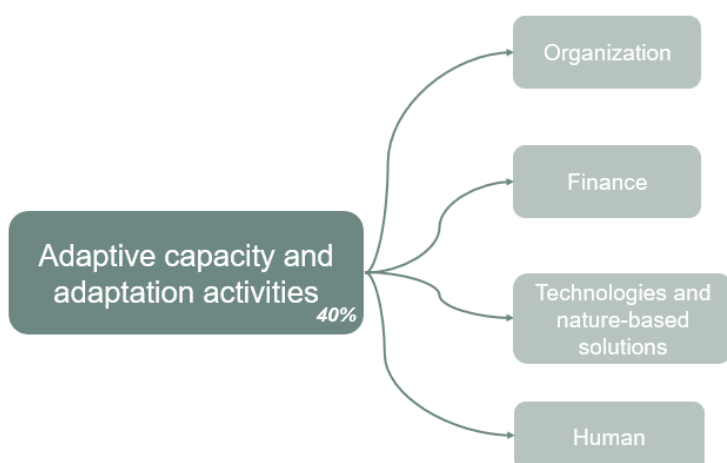 Organization
Finance
Adaptive capacity and
adaptation activities
40%
Technologies and
nature-based
solutions
Human